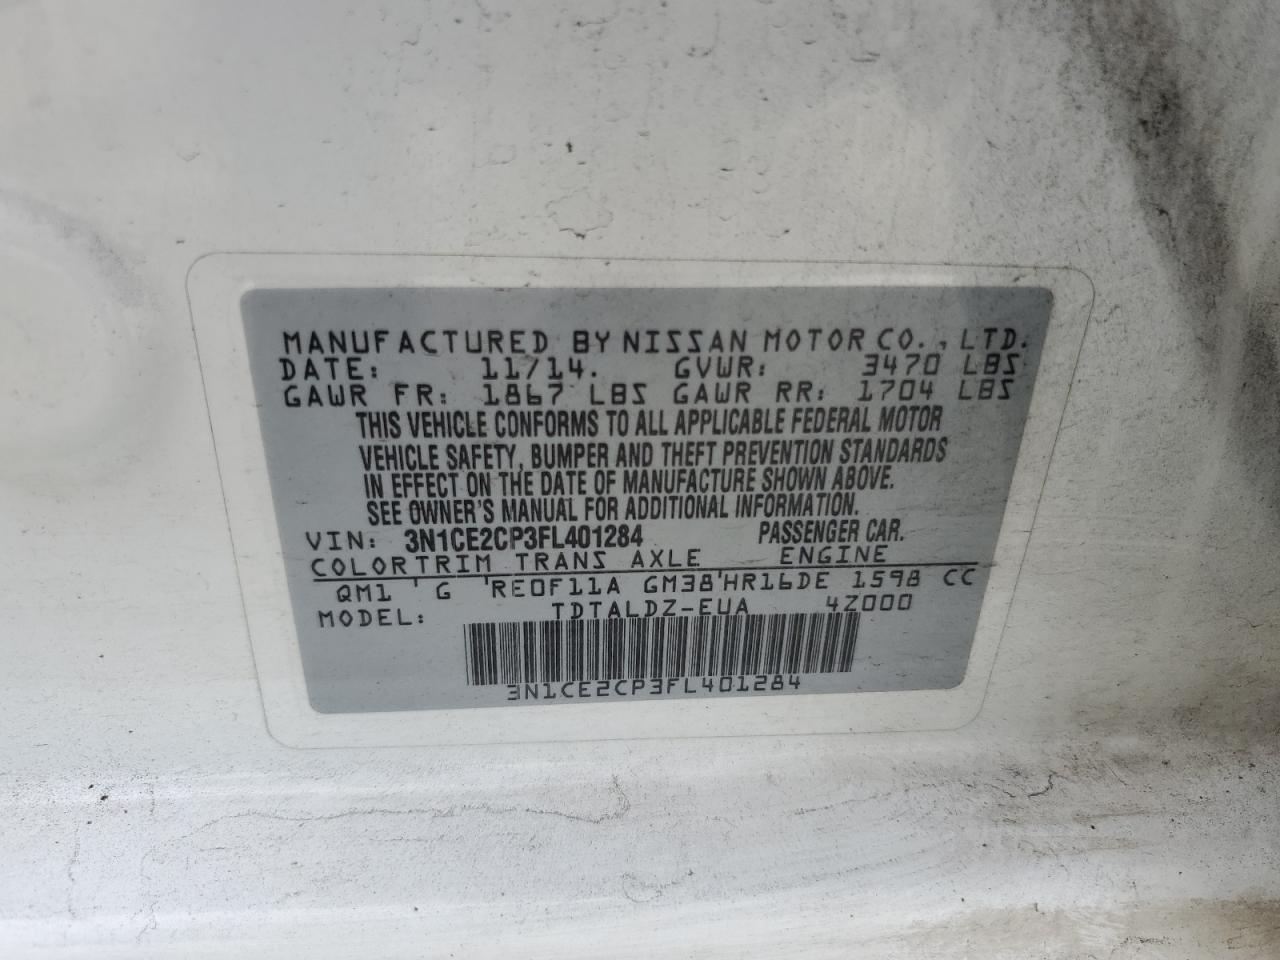 MANUFACTURED BY NISSAN MOTOR CO., LTD.
DATE: 11/14. GVWR: 3470 LBS
GAWR FR: 1867 LBS GAWR RR: 1704 LBS
THIS VEHICLE CONFORMS TO ALL APPLICABLE FEDERAL MOTOR
VEHICLE SAFETY, BUMPER AND THEFT PREVENTION STANDARDS
IN EFFECT ON THE DATE OF MANUFACTURE SHOWN ABOVE.
SEE OWNER'S MANUAL FOR ADDITIONAL INFORMATION.
VIN: 3N1CE2CP3FL401284 PASSENGER CAR.
COLOR TRIM TRANS AXLE ENGINE
QM1 ' G ' RE0F11A GM38 ' HR16DE 1598 CC
MODEL: TDTALDZ-EUA 4Z000
3N1CE2CP3FL401284